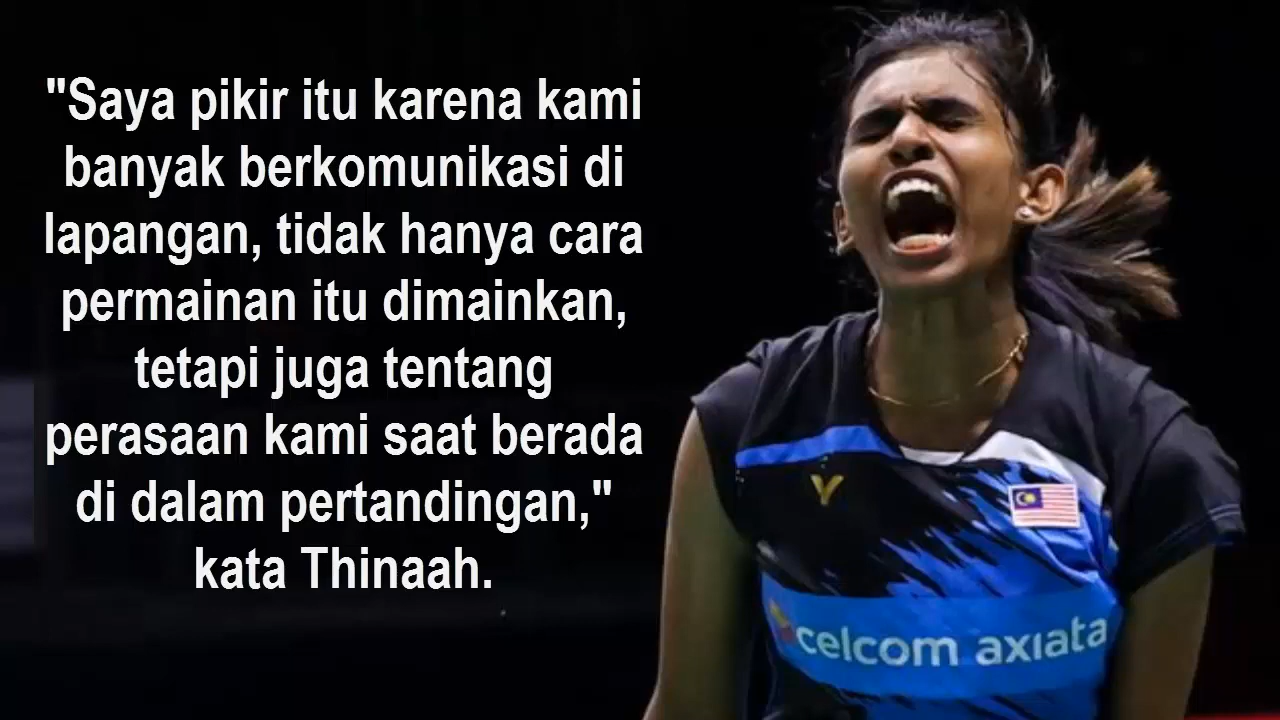 "Saya pikir itu karena kami
banyak berkomunikasi di
lapangan, tidak hanya cara
permainan itu dimainkan,
tetapi juga tentang
perasaan kami saat berada
di dalam pertandingan,"
kata Thinaah.
celcom axiata